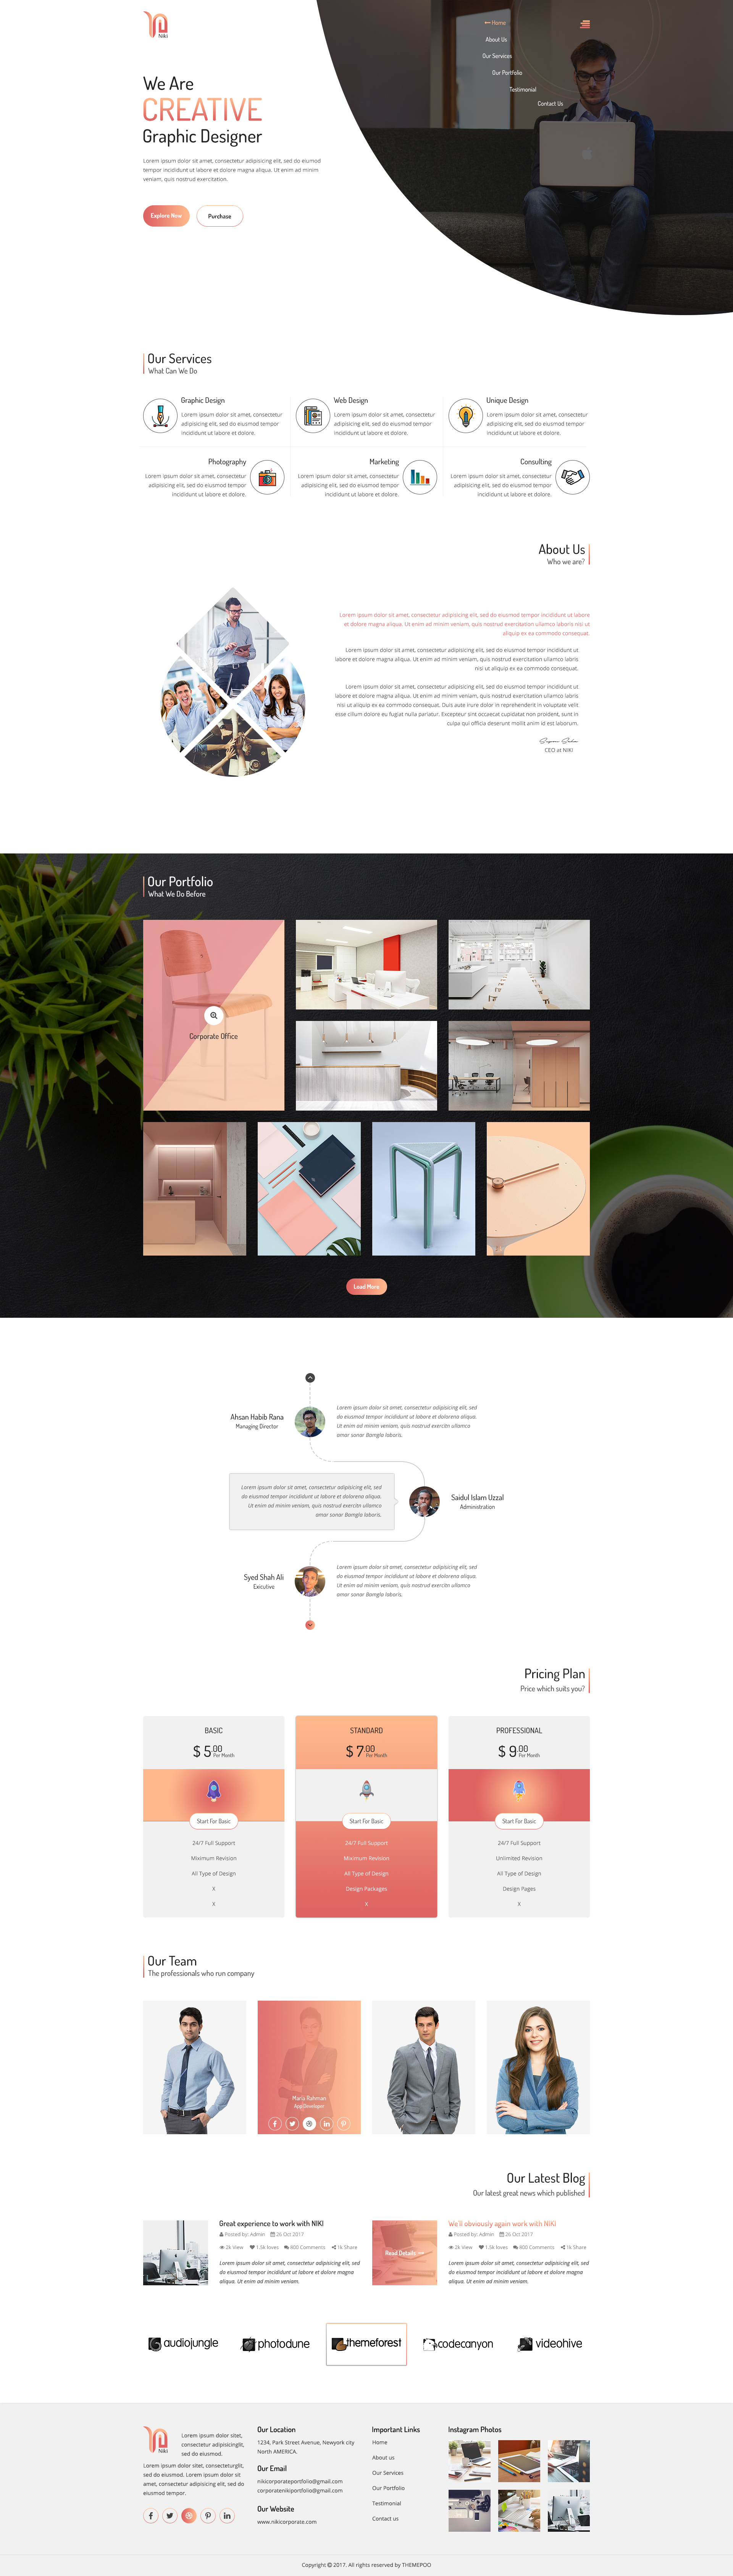 Niki
Home
About Us
Our Services
Our Portfolio
Testimonial
Contact Us
We Are
CREATIVE
Graphic Designer
Lorem ipsum dolor sit amet, consectetur adipisicing elit, sed do eiusmod
tempor incididunt ut labore et dolore magna aliqua. Ut enim ad minim
veniam, quis nostrud exercitation.
Explore Now
Purchase
Our Services
What Can We Do
Graphic Design
Lorem ipsum dolor sit amet, consectetur
adipisicing elit, sed do eiusmod tempor
incididunt ut labore et dolore.
Web Design
Lorem ipsum dolor sit amet, consectetur
adipisicing elit, sed do eiusmod tempor
incididunt ut labore et dolore.
Unique Design
Lorem ipsum dolor sit amet, consectetur
adipisicing elit, sed do eiusmod tempor
incididunt ut labore et dolore.
Photography
Lorem ipsum dolor sit amet, consectetur
adipisicing elit, sed do eiusmod tempor
incididunt ut labore et dolore.
Marketing
Lorem ipsum dolor sit amet, consectetur
adipisicing elit, sed do eiusmod tempor
incididunt ut labore et dolore.
Consulting
Lorem ipsum dolor sit amet, consectetur
adipisicing elit, sed do eiusmod tempor
incididunt ut labore et dolore.
About Us
Who we are?
Lorem ipsum dolor sit amet, consectetur adipisicing elit, sed do eiusmod tempor incididunt ut labore
et dolore magna aliqua. Ut enim ad minim veniam, quis nostrud exercitation ullamco laboris nisi ut
aliquip ex ea commodo consequat.
Lorem ipsum dolor sit amet, consectetur adipisicing elit, sed do eiusmod tempor incididunt ut
labore et dolore magna aliqua. Ut enim ad minim veniam, quis nostrud exercitation ullamco labris
nisi ut aliquip ex ea commodo consequat.
Lorem ipsum dolor sit amet, consectetur adipisicing elit, sed do eiusmod tempor incididunt ut
labore et dolore magna aliqua. Ut enim ad minim veniam, quis nostrud exercitation ullamco labris
nisi ut aliquip ex ea commodo consequat. Duis aute irure dolor in reprehenderit in voluptate velit
esse cillum dolore eu fugiat nulla pariatur. Excepteur sint occaecat cupidatat non proident, sunt in
culpa qui officia deserunt mollit anim id est laborum.
CEO at NIKI
Our Portfolio
What We Do Before
Corporate Office
Load More
Ahsan Habib Rana
Managing Director
Lorem ipsum dolor sit amet, consectetur adipisicing elit, sed
do eiusmod tempor incididunt ut labore et dolorena aliqua.
Ut enim ad minim veniam, quis nostrud exercitn ullamco
amar sonar Bamgla laboris.
Lorem ipsum dolor sit amet, consectetur adipisicing elit, sed
do eiusmod tempor incididunt ut labore et dolorena aliqua.
Ut enim ad minim veniam, quis nostrud exercitn ullamco
amar sonar Bamgla laboris.
Saidul Islam Uzzal
Administration
Syed Shah Ali
Exicutive
Lorem ipsum dolor sit amet, consectetur adipisicing elit, sed
do eiusmod tempor incididunt ut labore et dolorena aliqua.
Ut enim ad minim veniam, quis nostrud exercitn ullamco
amar sonar Bamgla laboris.
Pricing Plan
Price which suits you?
BASIC
$ 5.00 Per Month
Start For Basic
24/7 Full Support
Miximum Revision
All Type of Design
X
X
STANDARD
$ 7.00 Per Month
Start For Basic
24/7 Full Support
Miximum Revision
All Type of Design
Design Packages
X
PROFESSIONAL
$ 9.00 Per Month
Start For Basic
24/7 Full Support
Unlimited Revision
All Type of Design
Design Pages
X
Our Team
The professionals who run company
Maria Rahman
App Developer
Our Latest Blog
Our latest great news which published
Great experience to work with NIKI
Posted by: Admin 26 Oct 2017
2k View 1.5k loves 800 Comments 1k Share
Lorem ipsum dolor sit amet, consectetur adipisicing elit, sed
do eiusmod tempor incididunt ut labore et dolore magna
aliqua. Ut enim ad minim veniam.
Read Details
We'll obviously again work with NIKI
Posted by: Admin 26 Oct 2017
2k View 1.5k loves 800 Comments 1k Share
Lorem ipsum dolor sit amet, consectetur adipisicing elit, sed
do eiusmod tempor incididunt ut labore et dolore magna
aliqua. Ut enim ad minim veniam.
audiojungle
photodune
themeforest
codecanyon
videohive
Niki
Lorem ipsum dolor sitet,
consectetur adipisicinglit,
sed do eiusmod.
Lorem ipsum dolor sitet, consecteturglit,
sed do eiusmod. Lorem ipsum dolor sit
amet, consectetur adipisicing elit, sed do
eiusmod tempor.
Our Location
1234, Park Street Avenue, Newyork city
North AMERICA.
Our Email
nikicorporateportfolio@gmail.com
corporatenikiportfolio@gmail.com
Our Website
www.nikicorporate.com
Important Links
Home
About us
Our Services
Our Portfolio
Testimonial
Contact us
Instagram Photos
Copyright © 2017. All rights reserved by THEMEPOO